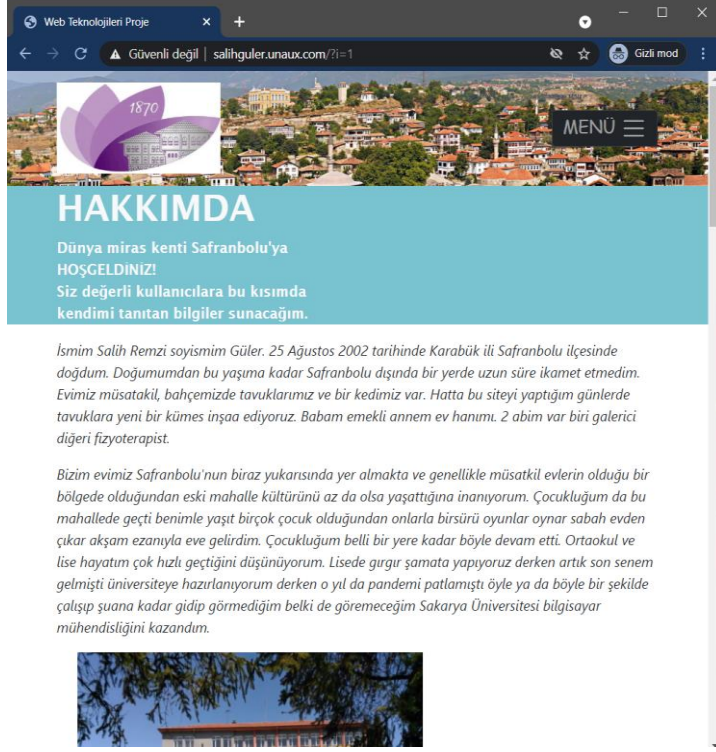 Web Teknolojileri Proje
Güvenli değil | salihguler.unaux.com/?i=1
Gizli mod
1870
MENÜ
HAKKIMDA
Dünya miras kenti Safranbolu'ya
HOŞGELDİNİZ!
Siz değerli kullanıcılara bu kısımda
kendimi tanıtan bilgiler sunacağım.
İsmim Salih Remzi soyismim Güler. 25 Ağustos 2002 tarihinde Karabük ili Safranbolu ilçesinde
doğdum. Doğumumdan bu yaşıma kadar Safranbolu dışında bir yerde uzun süre ikamet etmedim.
Evimiz müsatakil, bahçemizde tavuklarımız ve bir kedimiz var. Hatta bu siteyi yaptığım günlerde
tavuklara yeni bir kümes inşaa ediyoruz. Babam emekli annem ev hanımı. 2 abim var biri galerici
diğeri fizyoterapist.
Bizim evimiz Safranbolu'nun biraz yukarısında yer almakta ve genellikle müsatkil evlerin olduğu bir
bölgede olduğundan eski mahalle kültürünü az da olsa yaşattığına inanıyorum. Çocukluğum da bu
mahallede geçti benimle yaşıt birçok çocuk olduğundan onlarla birsürü oyunlar oynar sabah evden
çıkar akşam ezanıyla eve gelirdim. Çocukluğum belli bir yere kadar böyle devam etti. Ortaokul ve
lise hayatım çok hızlı geçtiğini düşünüyorum. Lisede gırgır şamata yapıyoruz derken artık son senem
gelmişti üniversiteye hazırlanıyorum derken o yıl da pandemi patlamıştı öyle ya da böyle bir şekilde
çalışıp şuana kadar gidip görmediğim belki de göremeceğim Sakarya Üniversitesi bilgisayar
mühendisliğini kazandım.